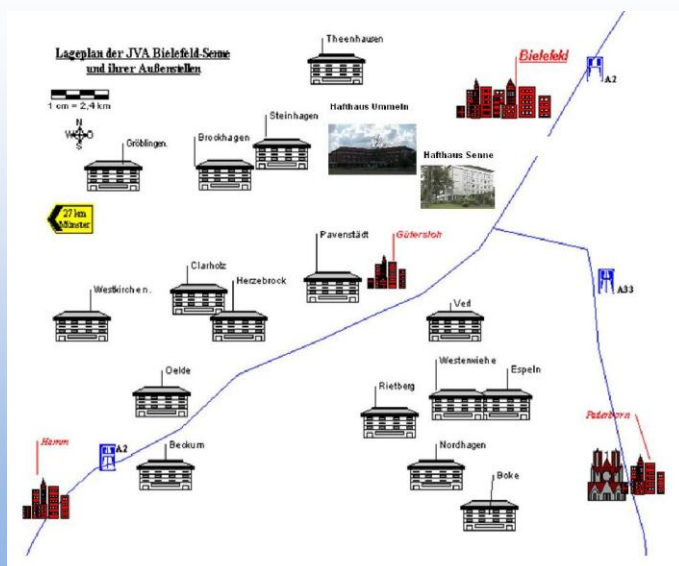 Lageplan der JVA Bielefeld-Senne
und ihrer Außenstellen
1 cm = 2,4 km
N
W O
S
Theenhausen
Bielefeld
A2
Steinhagen
Hafthaus Ummeln
Brockhagen
Gröblingen.
Hafthaus Senne
27 km
Münster
Pavenstädt
Gütersloh
Clarholz
Herzebrock
Westkirchen.
A33
Verl
Oelde
Westenwiehe
Espeln
Rietberg
Paderborn
Hamm
A2
Beckum
Nordhagen
Boke